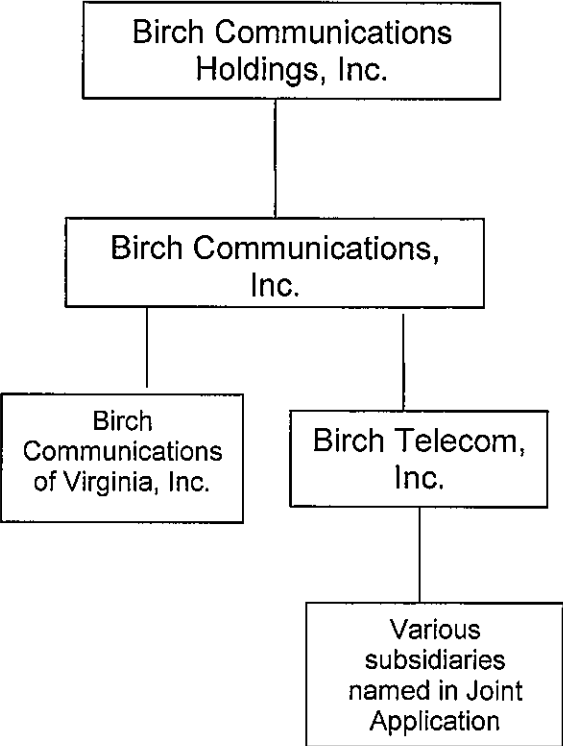 Birch Communications
Holdings, Inc.
Birch Communications,
Inc.
Birch
Communications
of Virginia, Inc.
Birch Telecom,
Inc.
Various
subsidiaries
named in Joint
Application